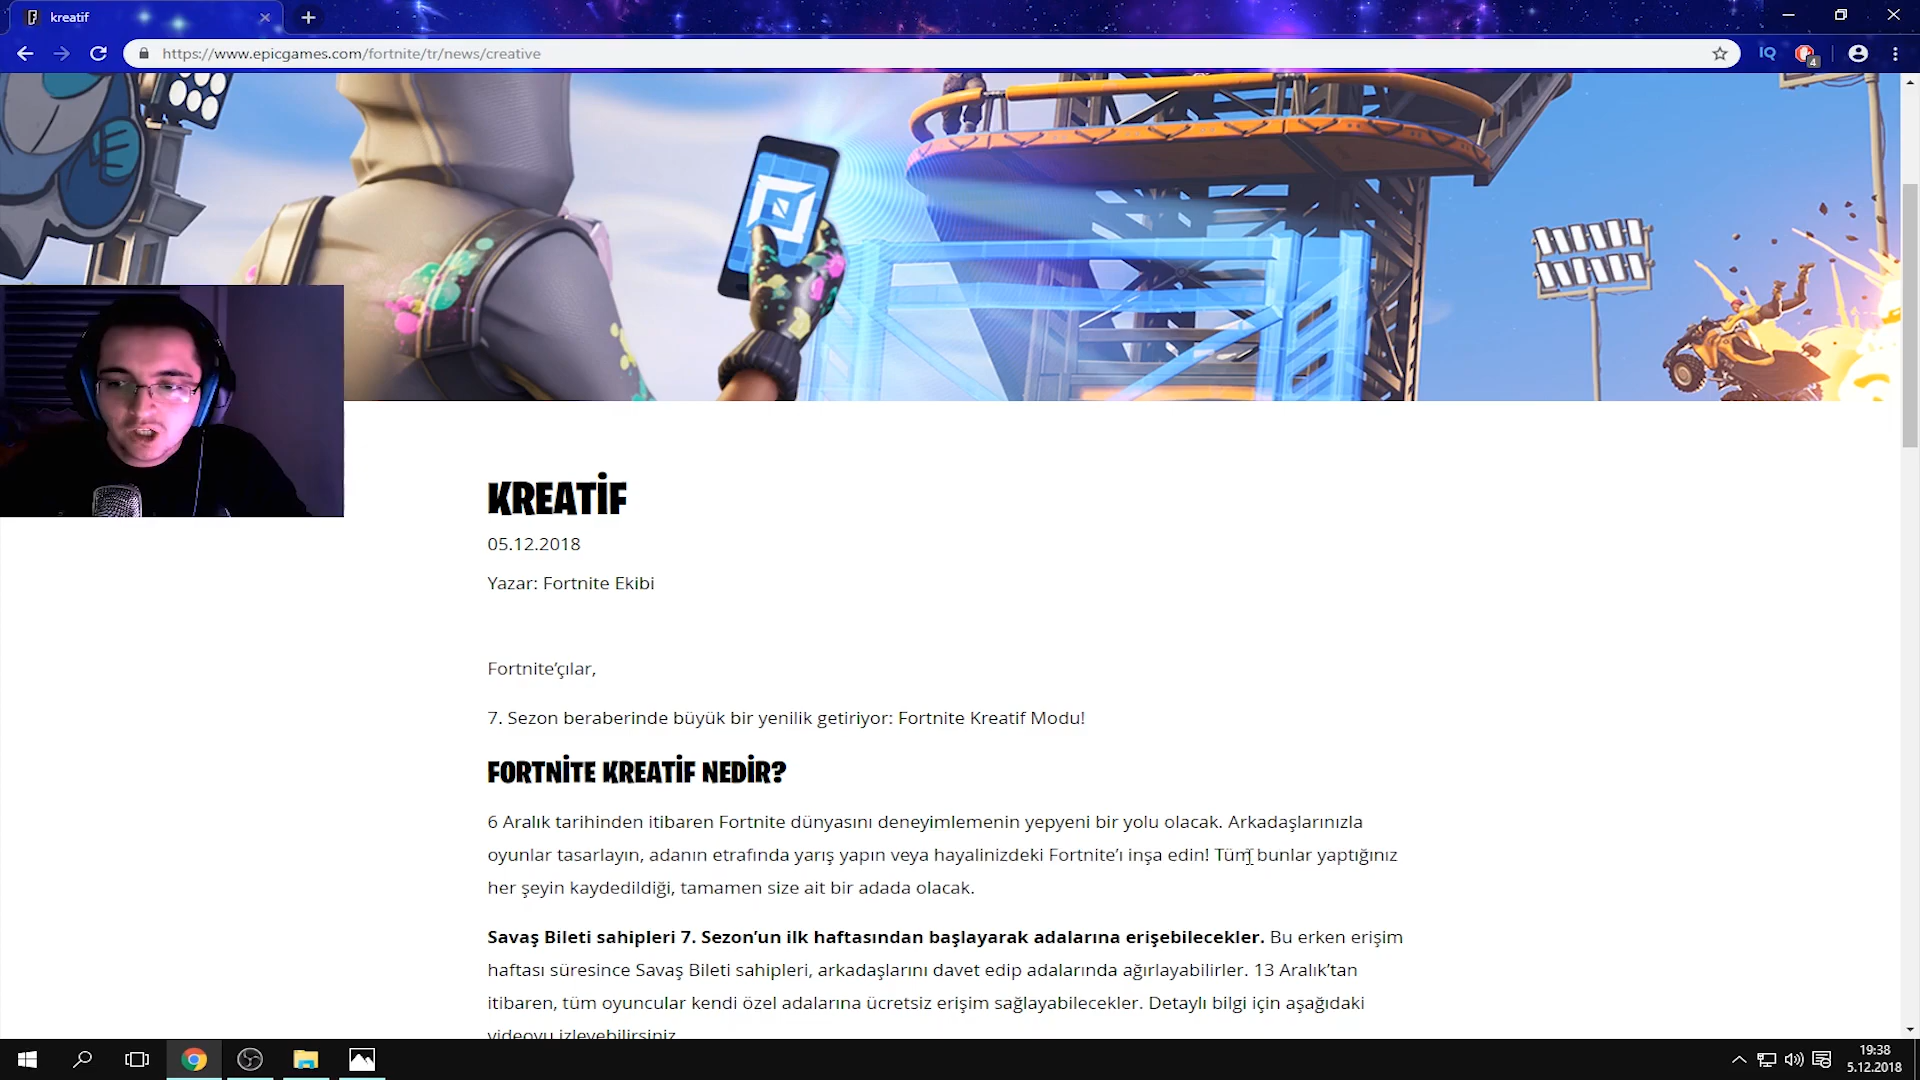 kreatif
https://www.epicgames.com/fortnite/tr/news/creative
IQ
4
KREATİF
05.12.2018
Yazar: Fortnite Ekibi
Fortnite’çılar,
7. Sezon beraberinde büyük bir yenilik getiriyor: Fortnite Kreatif Modu!
FORTNİTE KREATİF NEDİR?
6 Aralık tarihinden itibaren Fortnite dünyasını deneyimlemenin yepyeni bir yolu olacak. Arkadaşlarınızla
oyunlar tasarlayın, adanın etrafında yarış yapın veya hayalinizdeki Fortnite’ı inşa edin! Tüm bunlar yaptığınız
her şeyin kaydedildiği, tamamen size ait bir adada olacak.
Savaş Bileti sahipleri 7. Sezon’un ilk haftasından başlayarak adalarına erişebilecekler. Bu erken erişim
haftası süresince Savaş Bileti sahipleri, arkadaşlarını davet edip adalarında ağırlayabilirler. 13 Aralık’tan
itibaren, tüm oyuncular kendi özel adalarına ücretsiz erişim sağlayabilecekler. Detaylı bilgi için aşağıdaki
videoyu izleyebilirsiniz
19:38
5.12.2018